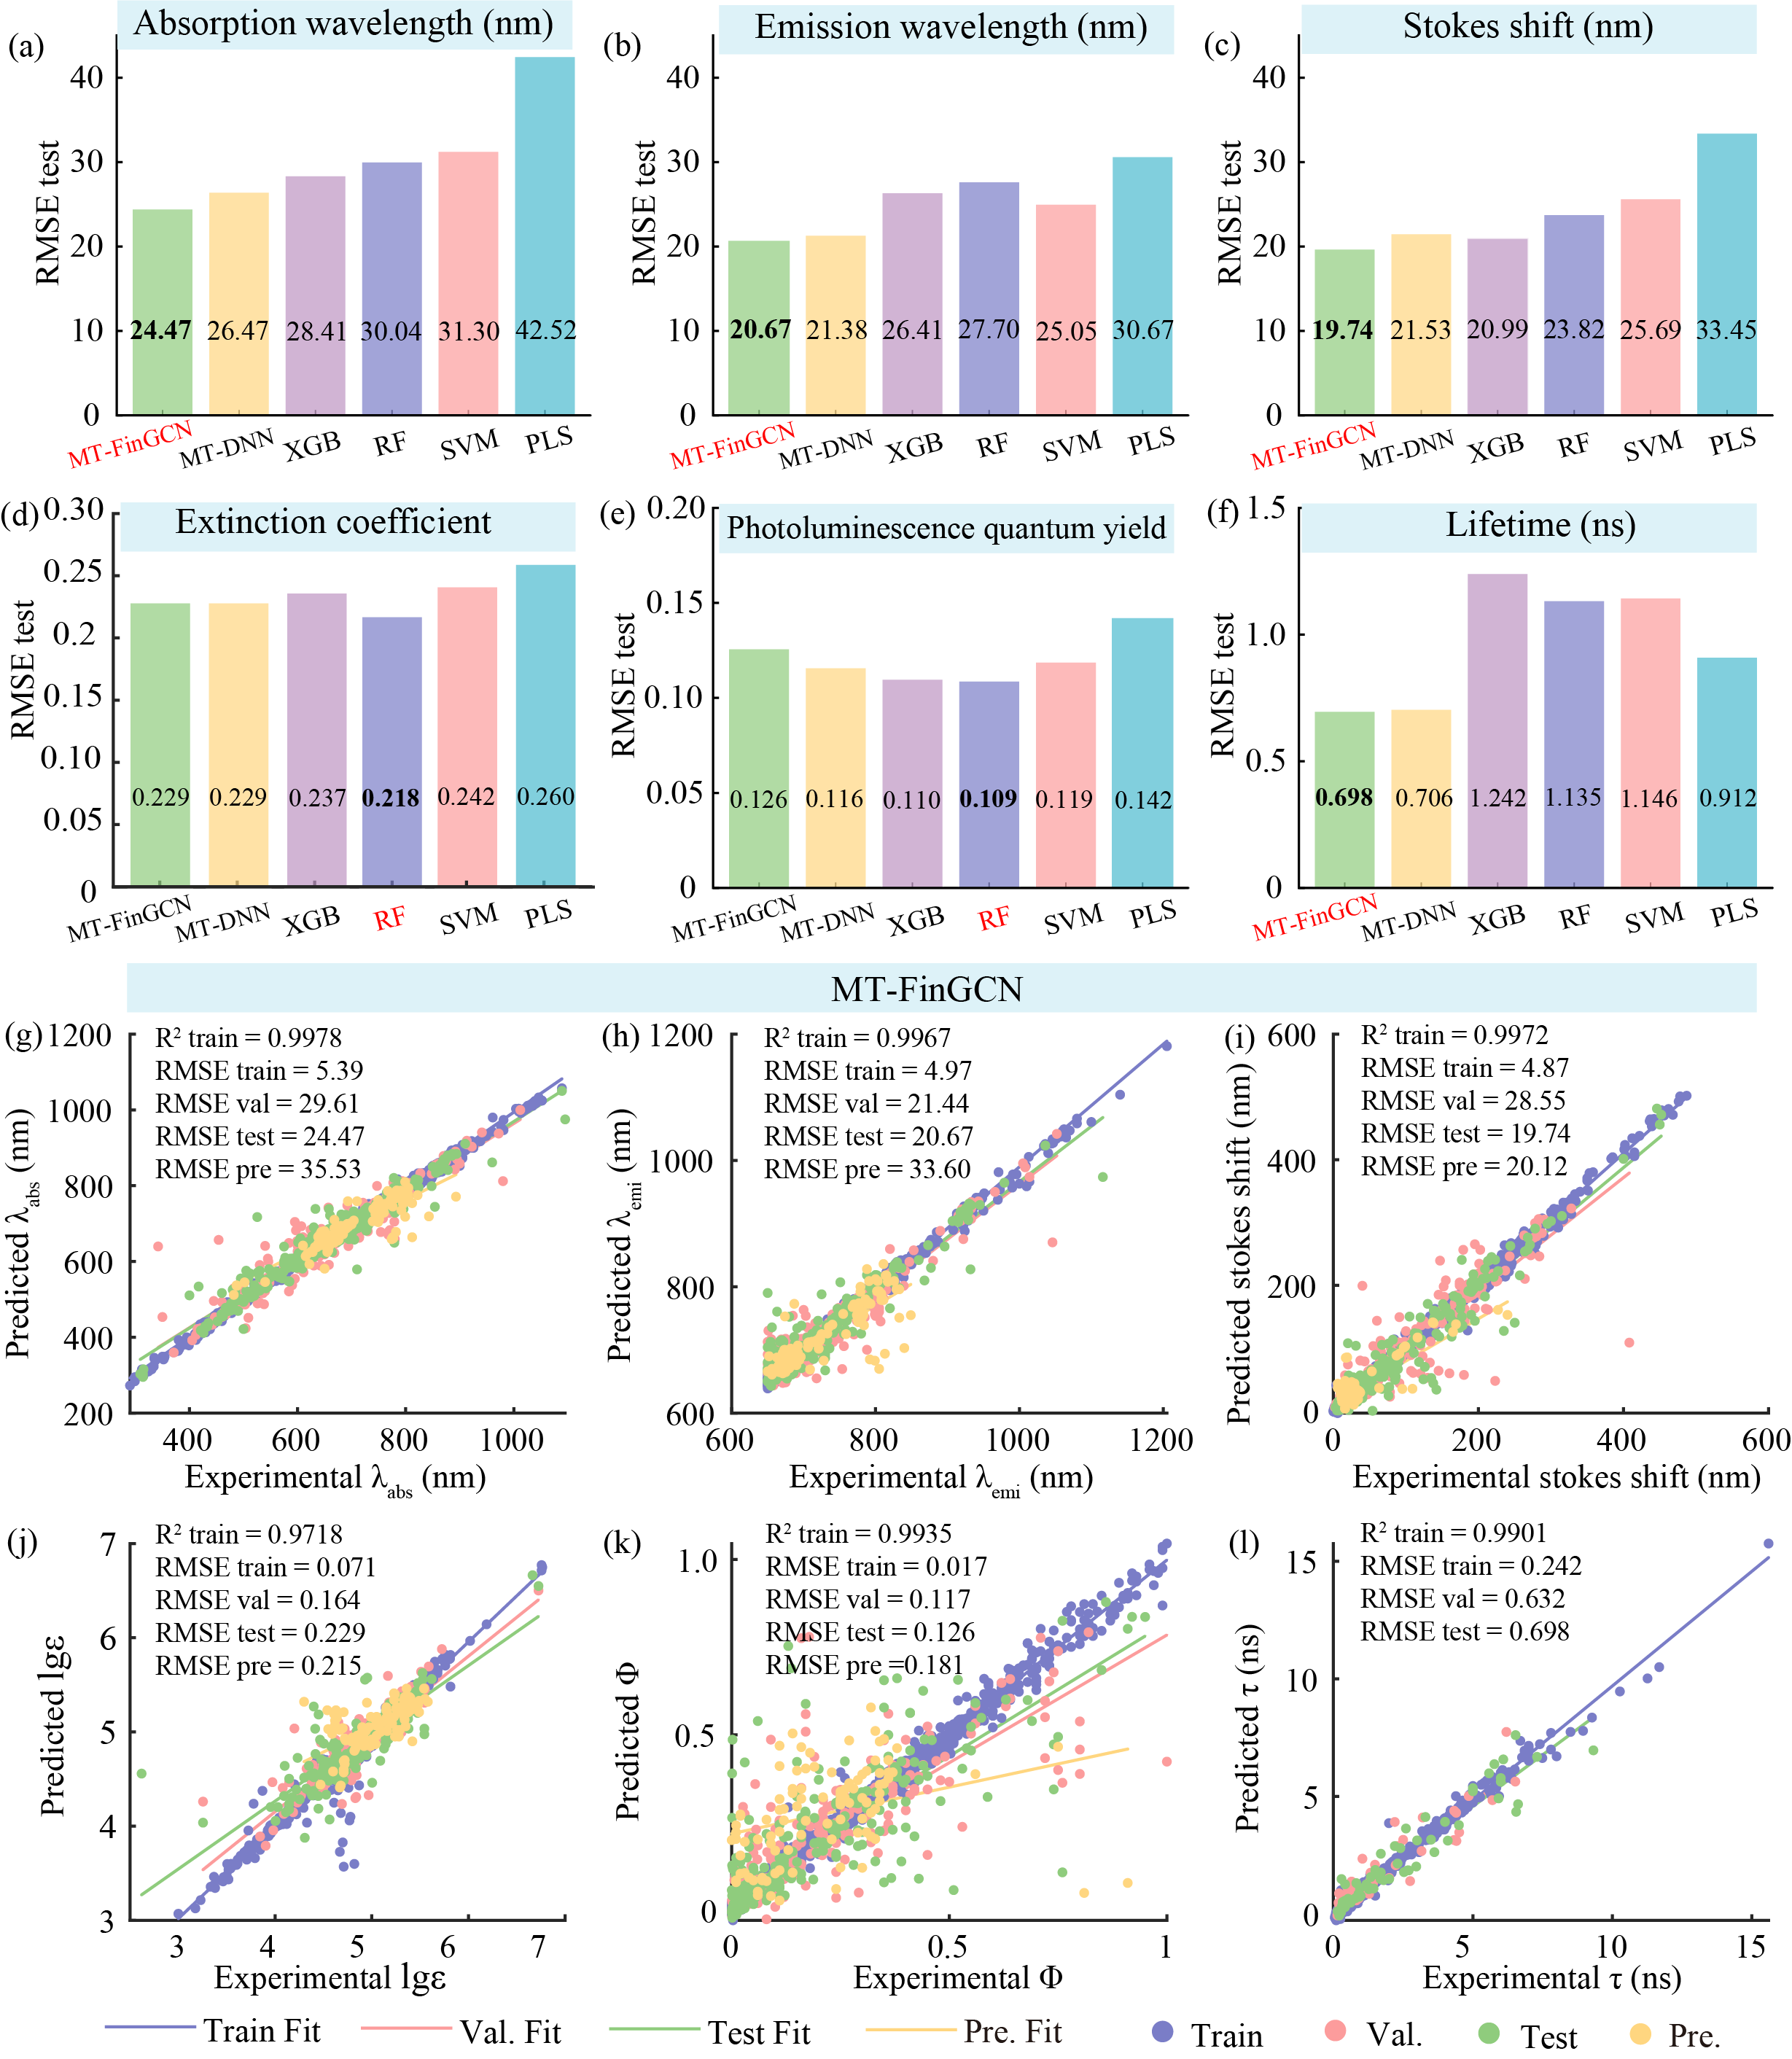 (a) Absorption wavelength (nm)
RMSE test
40
30
20
10
0
24.47 26.47 28.41 30.04 31.30 42.52
MT-FinGCN MT-DNN XGB RF SVM PLS
(b) Emission wavelength (nm)
RMSE test
40
30
20
10
0
20.67 21.38 26.41 27.70 25.05 30.67
MT-FinGCN MT-DNN XGB RF SVM PLS
(c) Stokes shift (nm)
RMSE test
40
30
20
10
0
19.74 21.53 20.99 23.82 25.69 33.45
MT-FinGCN MT-DNN XGB RF SVM PLS
(d) Extinction coefficient
RMSE test
0.30
0.25
0.2
0.15
0.10
0.05
0
0.229 0.229 0.237 0.218 0.242 0.260
MT-FinGCN MT-DNN XGB RF SVM PLS
(e) Photoluminescence quantum yield
RMSE test
0.20
0.15
0.10
0.05
0
0.126 0.116 0.110 0.109 0.119 0.142
MT-FinGCN MT-DNN XGB RF SVM PLS
(f) Lifetime (ns)
RMSE test
1.5
1.0
0.5
0
0.698 0.706 1.242 1.135 1.146 0.912
MT-FinGCN MT-DNN XGB RF SVM PLS
MT-FinGCN
(g)
R² train = 0.9978
RMSE train = 5.39
RMSE val = 29.61
RMSE test = 24.47
RMSE pre = 35.53
Predicted λabs (nm)
1200
1000
800
600
400
200
400 600 800 1000
Experimental λabs (nm)
(h)
R² train = 0.9967
RMSE train = 4.97
RMSE val = 21.44
RMSE test = 20.67
RMSE pre = 33.60
Predicted λemi (nm)
1200
1000
800
600
600 800 1000 1200
Experimental λemi (nm)
(i)
R² train = 0.9972
RMSE train = 4.87
RMSE val = 28.55
RMSE test = 19.74
RMSE pre = 20.12
Predicted stokes shift (nm)
600
400
200
0
0 200 400 600
Experimental stokes shift (nm)
(j)
R² train = 0.9718
RMSE train = 0.071
RMSE val = 0.164
RMSE test = 0.229
RMSE pre = 0.215
Predicted lgε
7
6
5
4
3
3 4 5 6 7
Experimental lgε
(k)
R² train = 0.9935
RMSE train = 0.017
RMSE val = 0.117
RMSE test = 0.126
RMSE pre =0.181
Predicted Φ
1.0
0.5
0
0 0.5 1
Experimental Φ
(l)
R² train = 0.9901
RMSE train = 0.242
RMSE val = 0.632
RMSE test = 0.698
Predicted τ (ns)
15
10
5
0
0 5 10 15
Experimental τ (ns)
Train Fit Val. Fit Test Fit Pre. Fit Train Val. Test Pre.